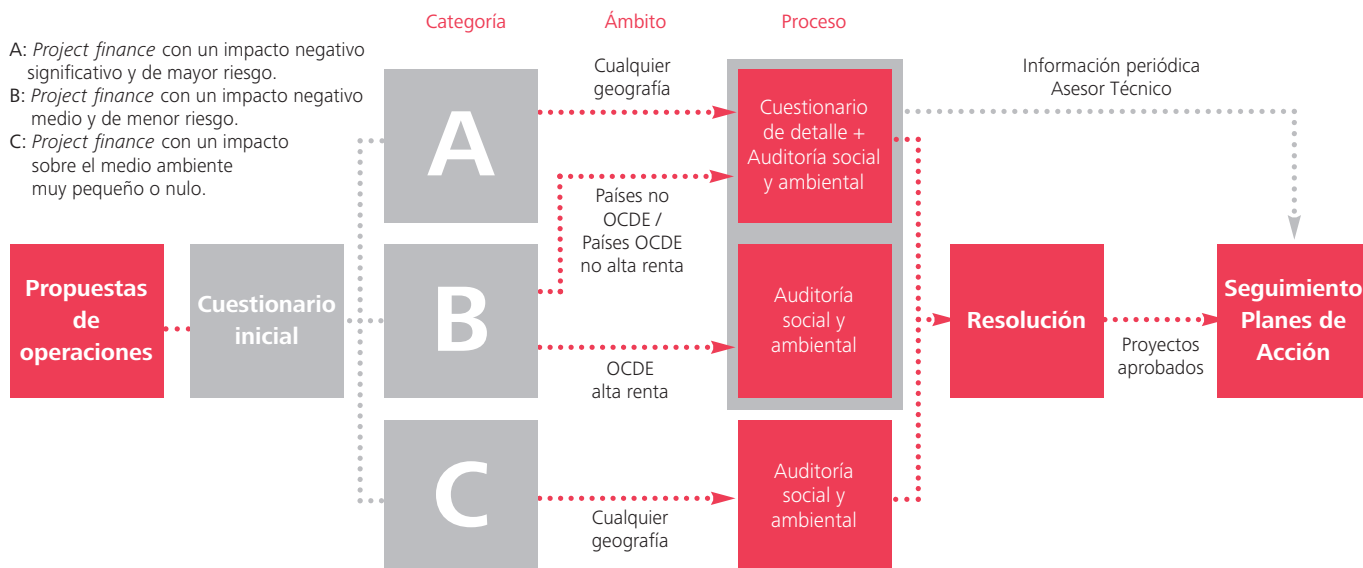 Categoría
Ámbito
Proceso
A: Project finance con un impacto negativo
significativo y de mayor riesgo.
B: Project finance con un impacto negativo
medio y de menor riesgo.
C: Project finance con un impacto
sobre el medio ambiente
muy pequeño o nulo.
Propuestas
de
operaciones
Cuestionario
inicial
A
B
C
Cualquier
geografía
Países no
OCDE /
Países OCDE
no alta renta
OCDE
alta renta
Cualquier
geografía
Cuestionario
de detalle +
Auditoría social
y ambiental
Auditoría
social y
ambiental
Auditoría
social y
ambiental
Información periódica
Asesor Técnico
Resolución
Proyectos
aprobados
Seguimiento
Planes de
Acción